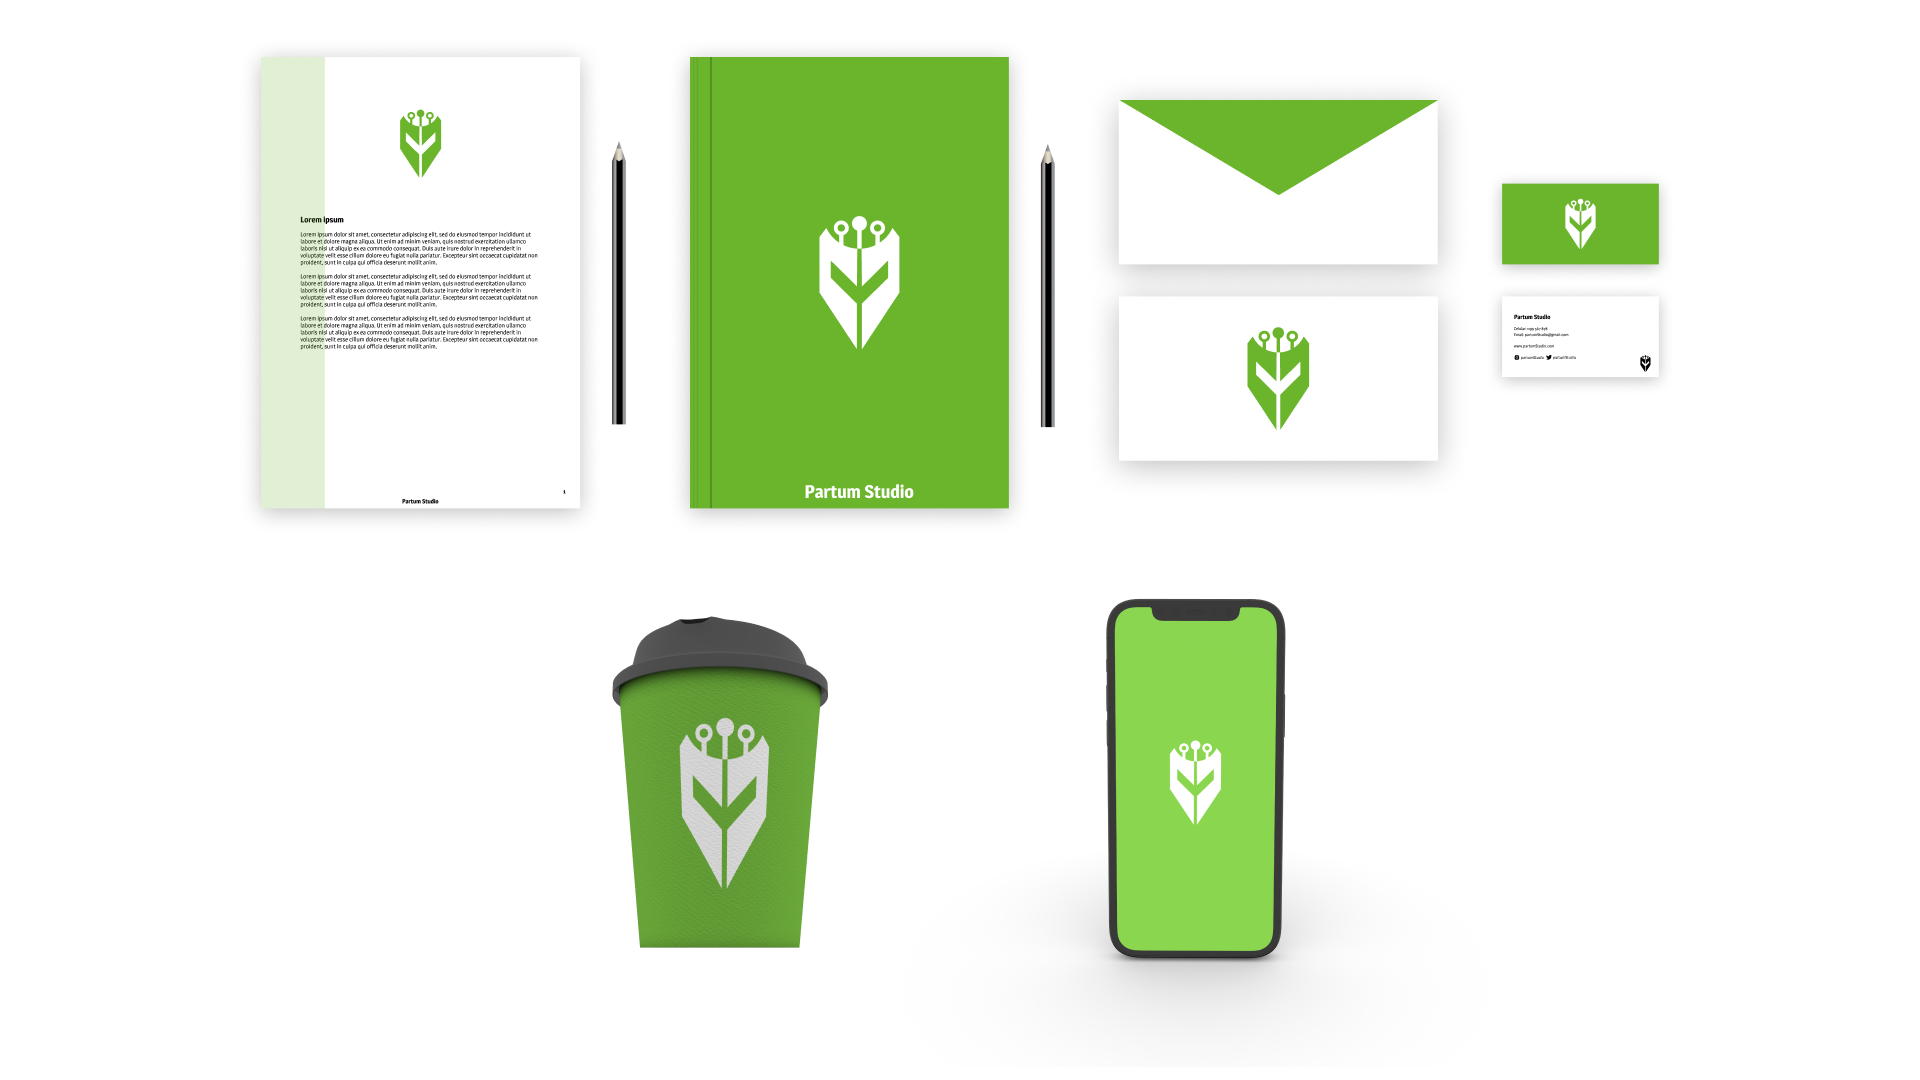 Lorem ipsum
Lorem ipsum dolor sit amet, consectetur adipiscing elit, sed do eiusmod tempor incididunt ut
labore et dolore magna aliqua. Ut enim ad minim veniam, quis nostrud exercitation ullamco
laboris nisi ut aliquip ex ea commodo consequat. Duis aute irure dolor in reprehenderit in
voluptate velit esse cillum dolore eu fugiat nulla pariatur. Excepteur sint occaecat cupidatat non
proident, sunt in culpa qui officia deserunt mollit anim.
Lorem ipsum dolor sit amet, consectetur adipiscing elit, sed do eiusmod tempor incididunt ut
labore et dolore magna aliqua. Ut enim ad minim veniam, quis nostrud exercitation ullamco
laboris nisi ut aliquip ex ea commodo consequat. Duis aute irure dolor in reprehenderit in
voluptate velit esse cillum dolore eu fugiat nulla pariatur. Excepteur sint occaecat cupidatat non
proident, sunt in culpa qui officia deserunt mollit anim.
Lorem ipsum dolor sit amet, consectetur adipiscing elit, sed do eiusmod tempor incididunt ut
labore et dolore magna aliqua. Ut enim ad minim veniam, quis nostrud exercitation ullamco
laboris nisi ut aliquip ex ea commodo consequat. Duis aute irure dolor in reprehenderit in
voluptate velit esse cillum dolore eu fugiat nulla pariatur. Excepteur sint occaecat cupidatat non
proident, sunt in culpa qui officia deserunt mollit anim.
1
Partum Studio
Partum Studio
Partum Studio
Celular:
Email: partumStudio@gmail.com
www.partumStudio.com
partumStudio partumStudio